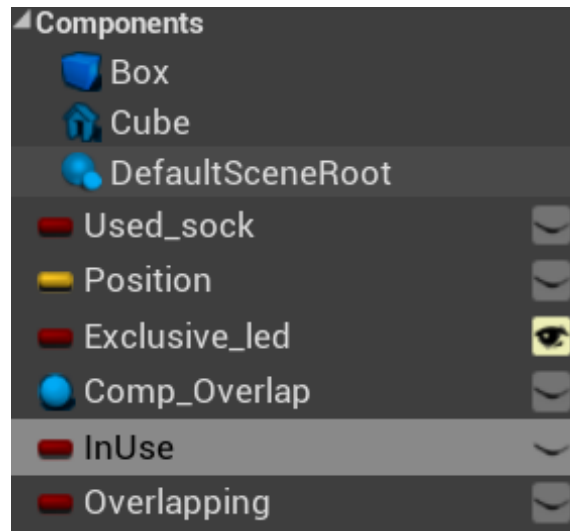 Components
Box
Cube
DefaultSceneRoot
Used_sock
Position
Exclusive_led
Comp_Overlap
InUse
Overlapping